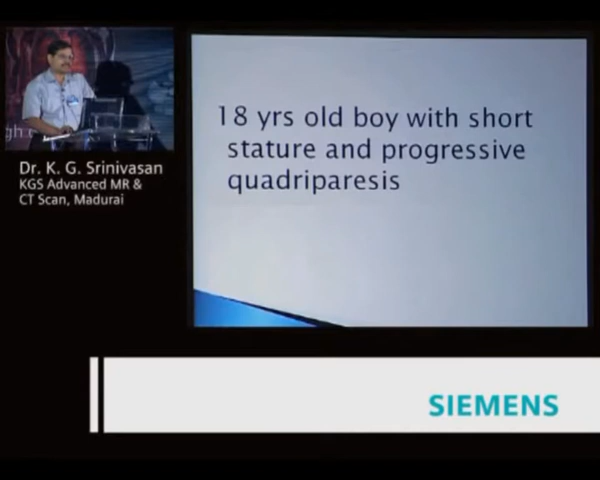 gh.c
Dr. K. G. Srinivasan
KGS Advanced MR &
CT Scan, Madurai
18 yrs old boy with short
stature and progressive
quadriparesis
SIEMENS